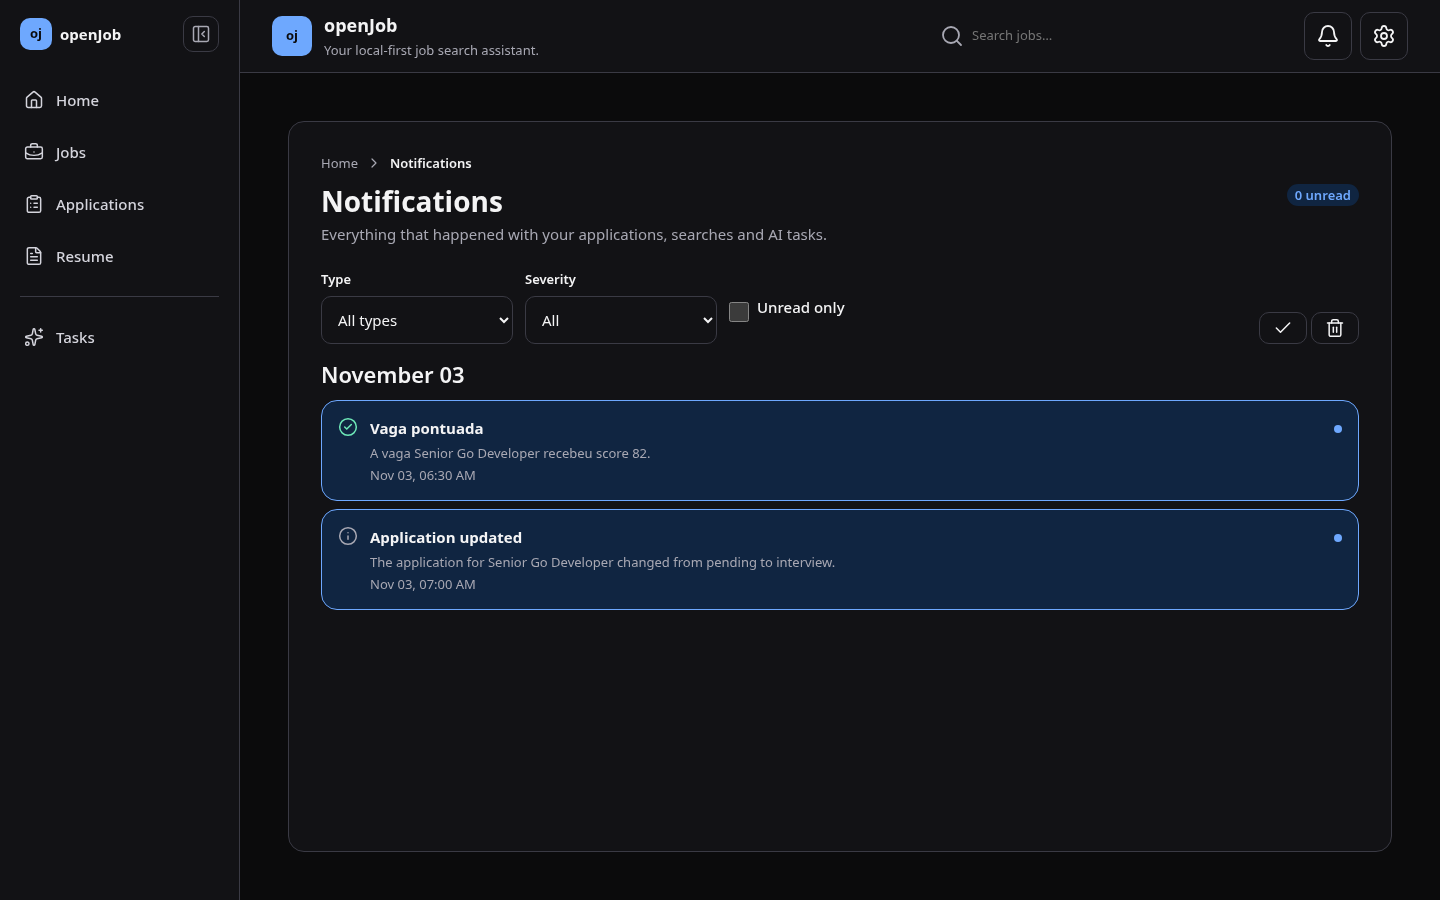 oj openJob
Home
Jobs
Applications
Resume
Tasks
oj openJob
Your local-first job search assistant.
Search jobs...
Home > Notifications
Notifications
0 unread
Everything that happened with your applications, searches and AI tasks.
Type
Severity
All types
All
Unread only
November 03
Vaga pontuada
A vaga Senior Go Developer recebeu score 82.
Nov 03, 06:30 AM
Application updated
The application for Senior Go Developer changed from pending to interview.
Nov 03, 07:00 AM